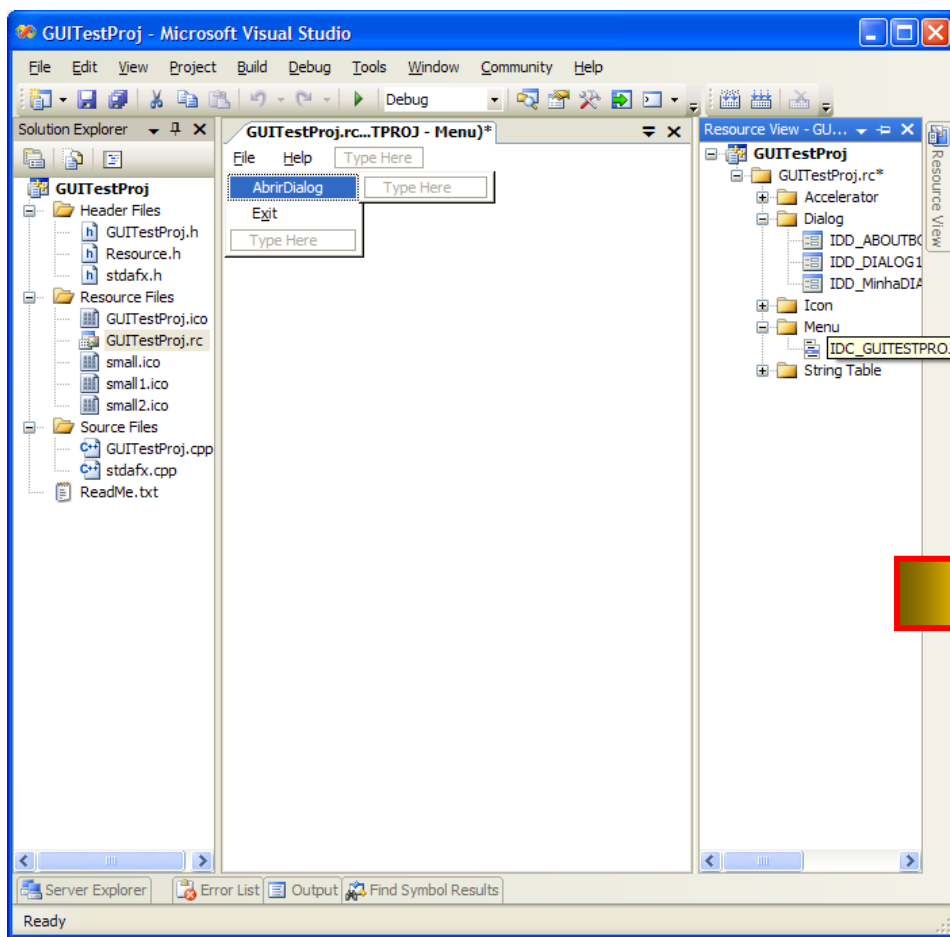 GUITestProj - Microsoft Visual Studio
File Edit View Project Build Debug Tools Window Community Help
Debug
Solution Explorer
GUITestProj
Header Files
GUITestProj.h
Resource.h
stdafx.h
Resource Files
GUITestProj.ico
GUITestProj.rc
small.ico
small1.ico
small2.ico
Source Files
GUITestProj.cpp
stdafx.cpp
ReadMe.txt
GUITestProj.rc...TPROJ - Menu)*
File Help Type Here
AbrirDialog Type Here
Exit
Type Here
Resource View - GU...
GUITestProj
GUITestProj.rc*
Accelerator
Dialog
IDD_ABOUTBO
IDD_DIALOG1
IDD_MinhaDIA
Icon
Menu
IDC_GUITESTPROJ
String Table
Resource View
Server Explorer Error List Output Find Symbol Results
Ready